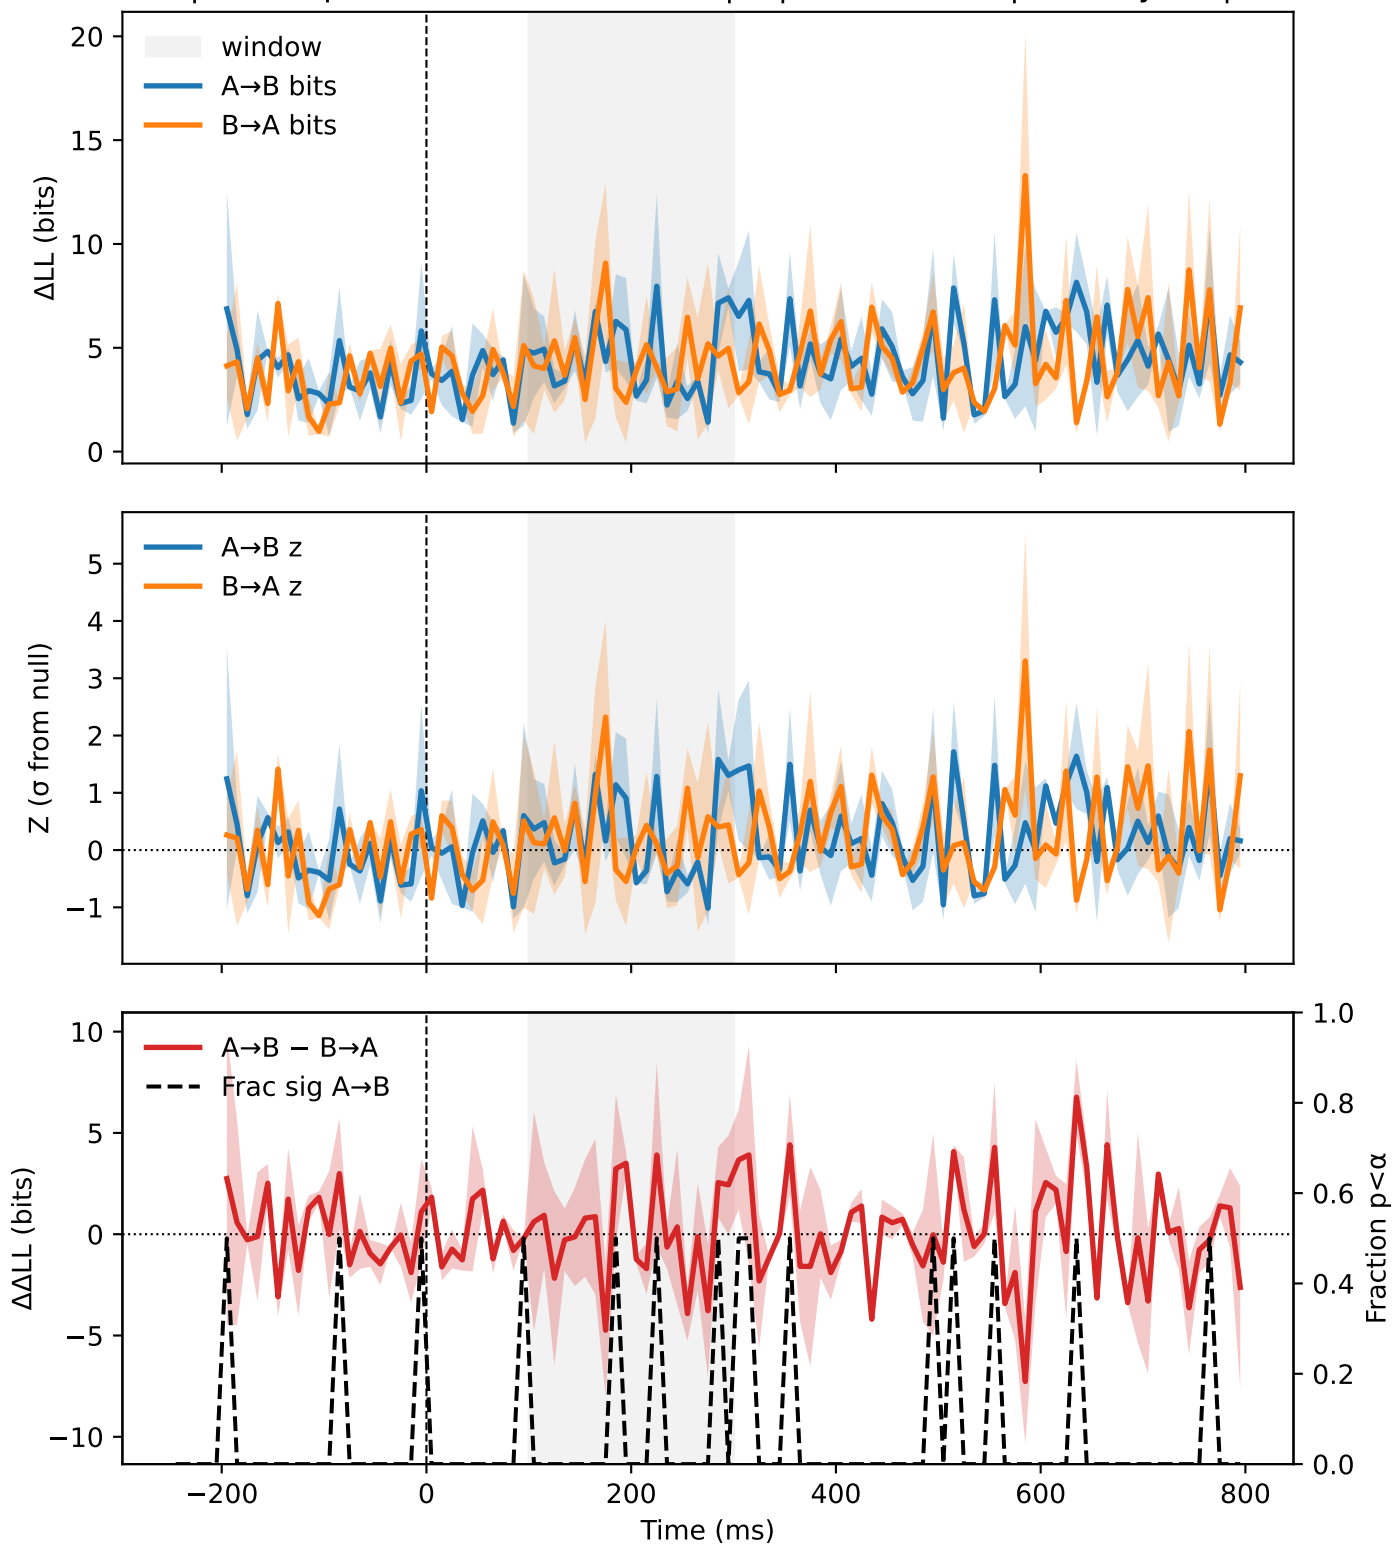 20
15
10
5
0
ΔLL (bits)
window
A→B bits
B→A bits
5
4
3
2
1
0
−1
Z (σ from null)
A→B z
B→A z
10
5
0
−5
−10
ΔΔLL (bits)
A→B − B→A
Frac sig A→B
1.0
0.8
0.6
0.4
0.2
0.0
Fraction p<α
−200
0
200
400
600
800
Time (ms)